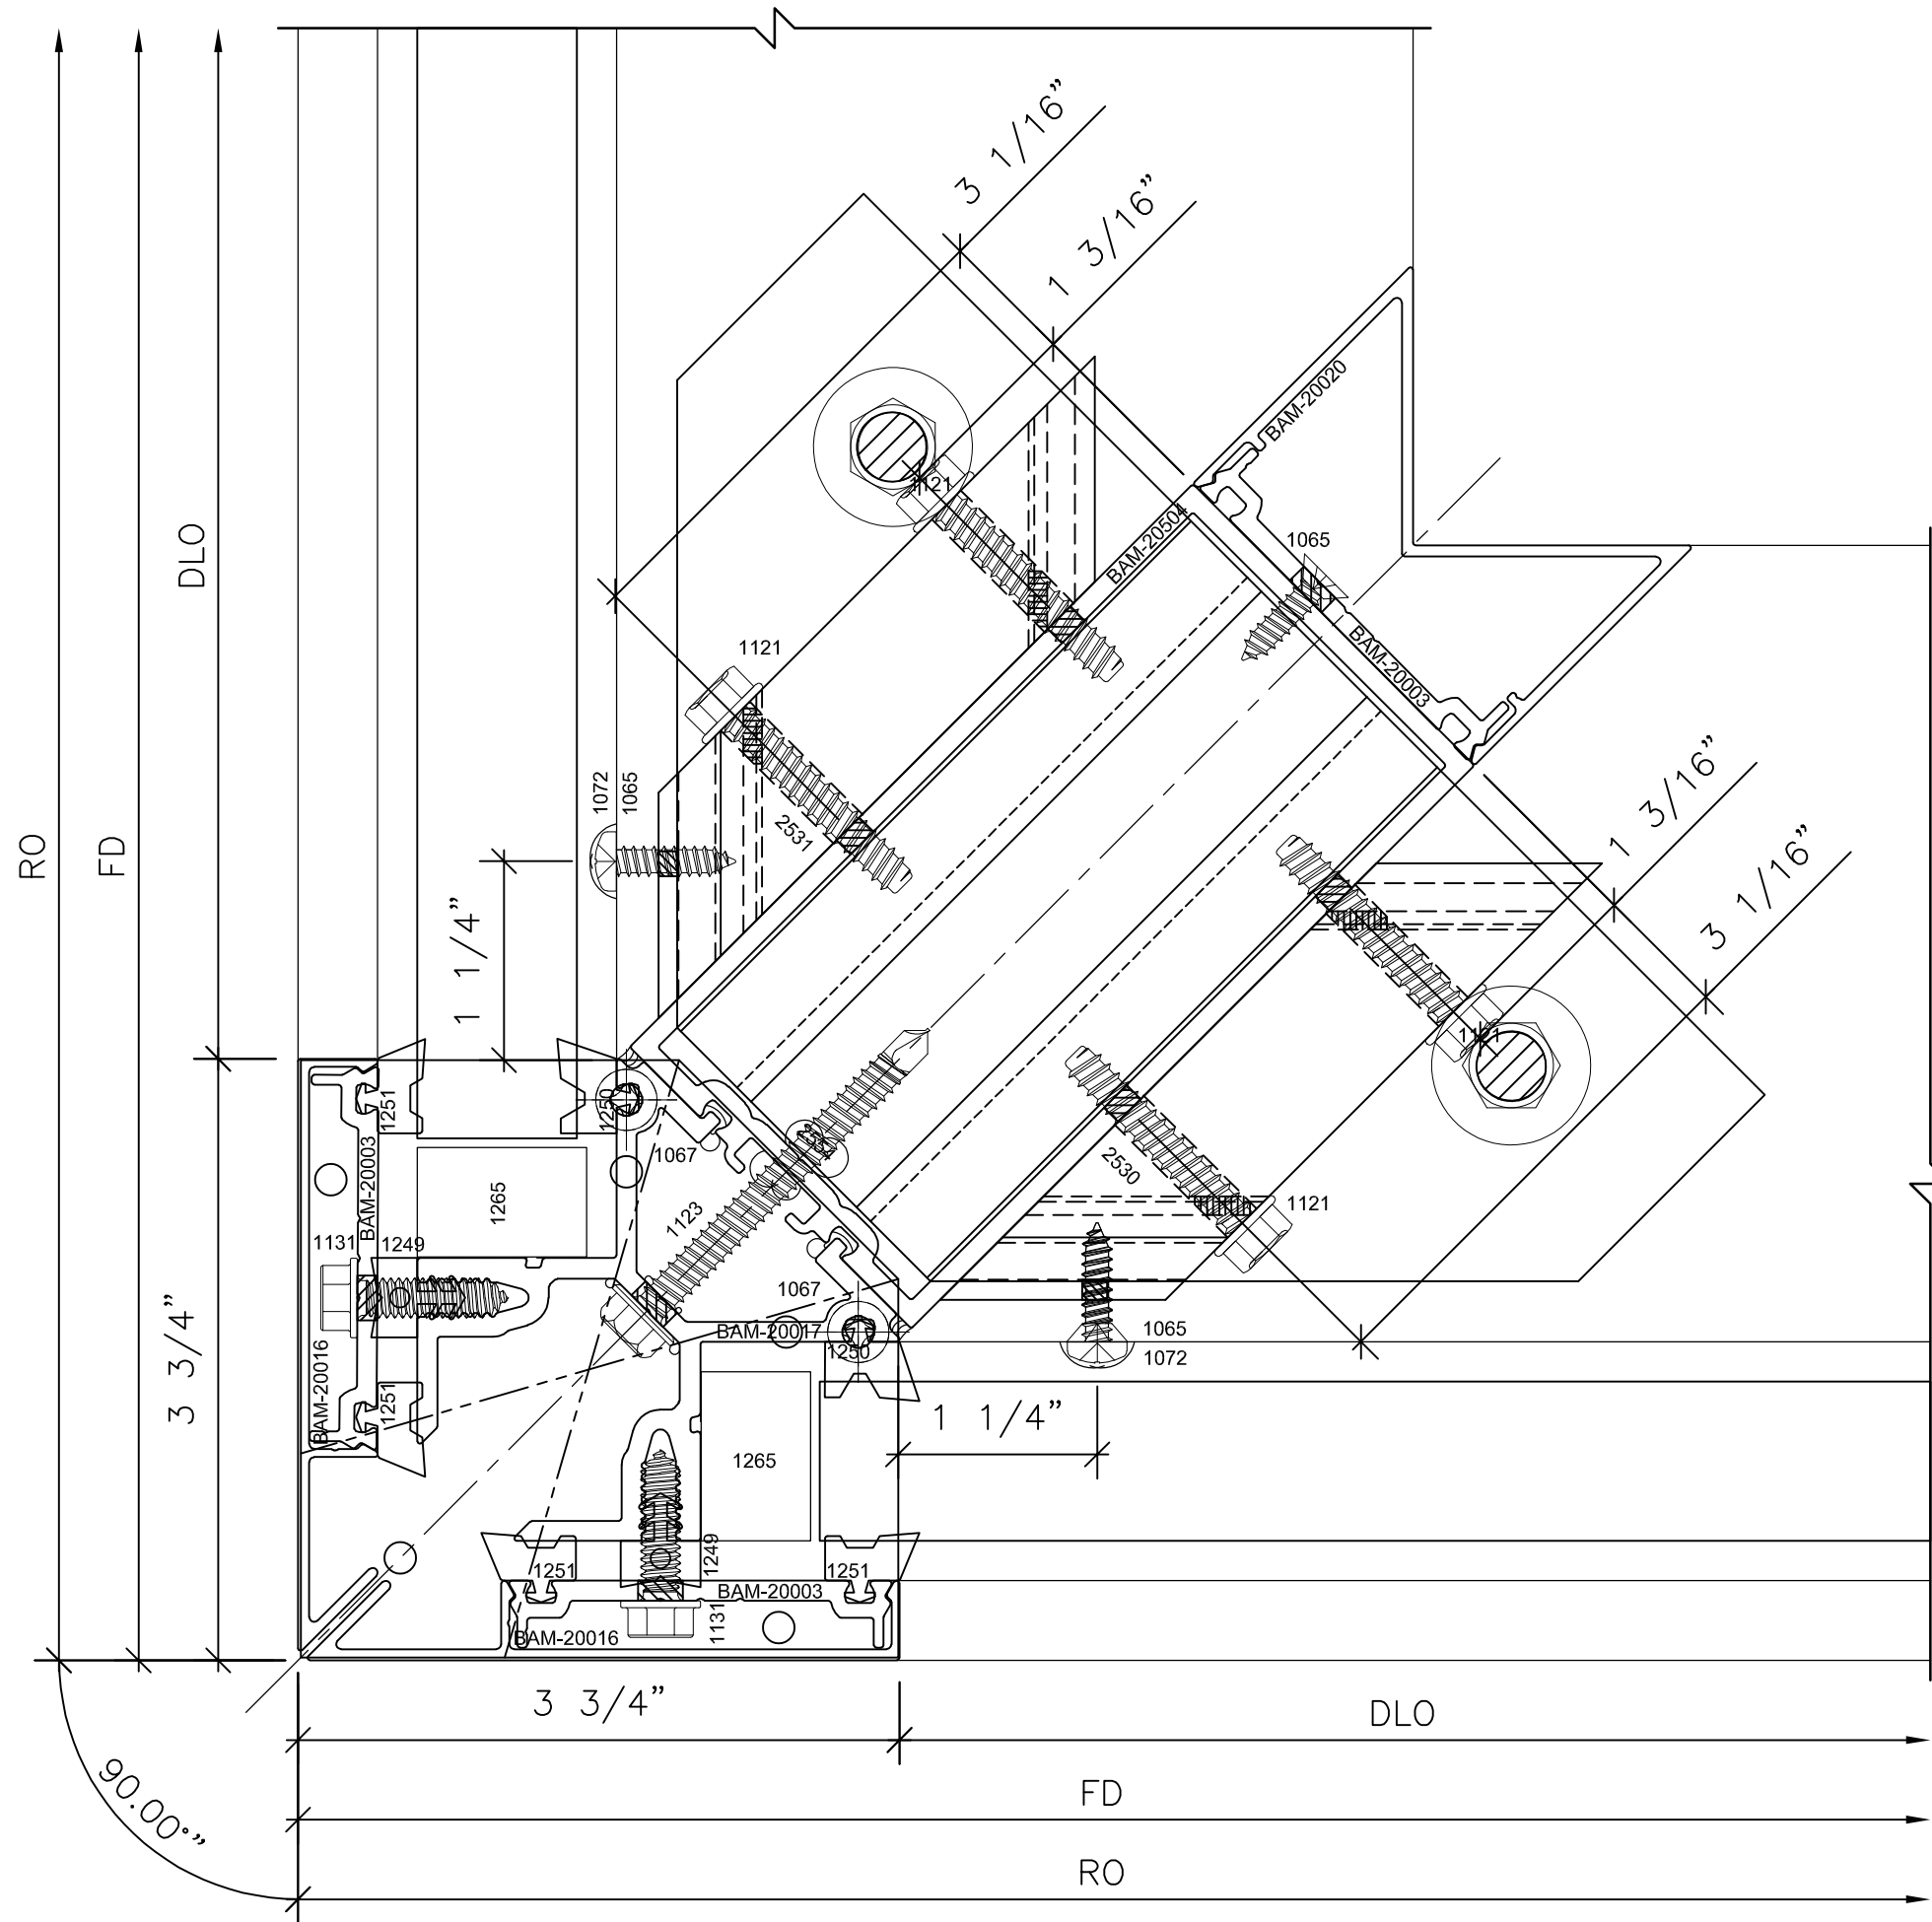 3 1/16”
1 3/16”
BAM-20020
1121
BAM-20504
1065
DLO
1121
BAM-20003
1072
1065
2531
1 3/16”
3 1/16”
RO
FD
1 1/4”
1121
1251
1250
BAM-20003
1067
1265
1123
2530
1121
1131
1249
1067
BAM-20017
1250
1065
1072
3 3/4”
BAM-20016
1251
1 1/4”
1265
1249
1251
1251
BAM-20003
1131
BAM-20016
3 3/4”
DLO
90.00°”
FD
RO